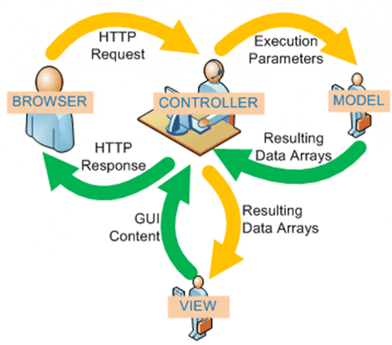 HTTP
Request
Execution
Parameters
BROWSER
CONTROLLER
MODEL
HTTP
Response
Resulting
Data Arrays
GUI
Content
Resulting
Data Arrays
VIEW